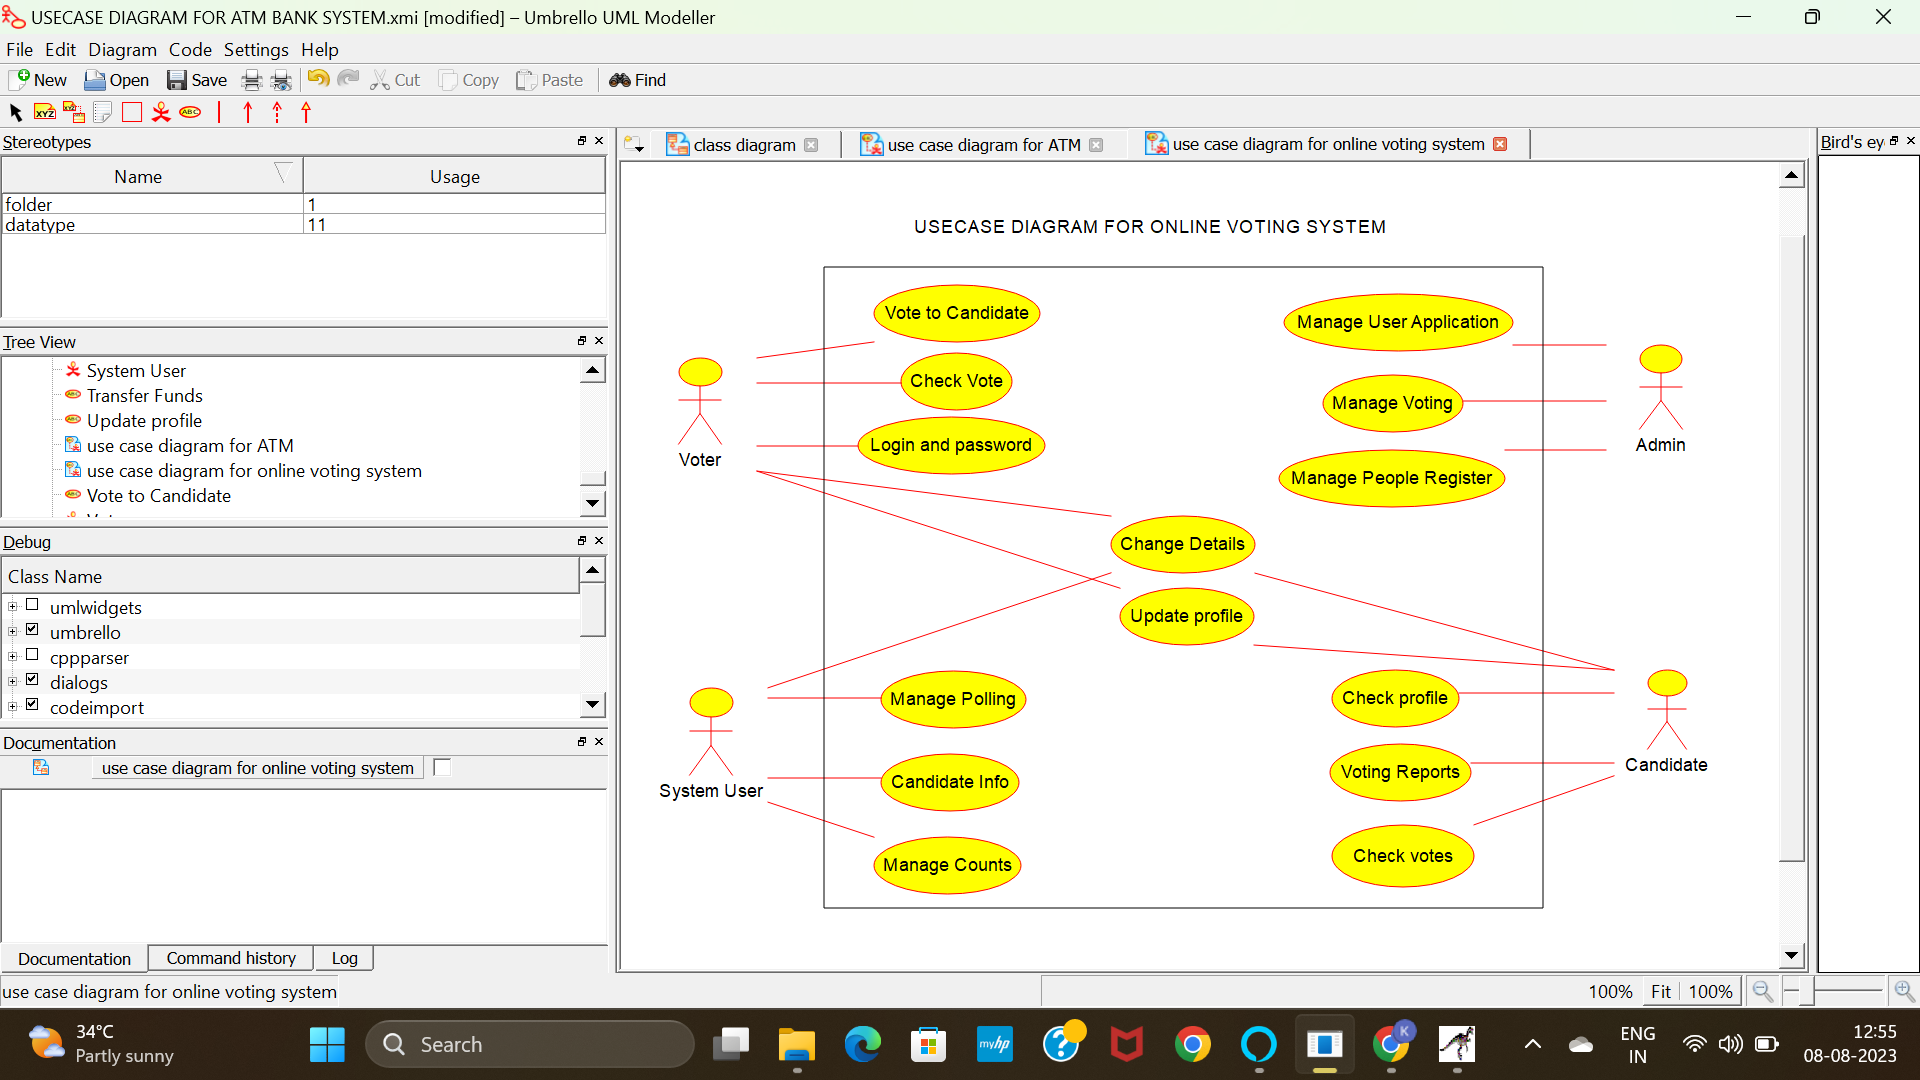 USECASE DIAGRAM FOR ATM BANK SYSTEM.xmi [modified] – Umbrello UML Modeller
File Edit Diagram Code Settings Help
New Open Save Cut Copy Paste Find
XYZ XYZ ABC
Stereotypes
Name Usage
folder 1
datatype 11
Tree View
System User
Transfer Funds
Update profile
use case diagram for ATM
use case diagram for online voting system
Vote to Candidate
Debug
Class Name
umlwidgets
umbrello
cppparser
dialogs
codeimport
Documentation
use case diagram for online voting system
Documentation Command history Log
use case diagram for online voting system
class diagram use case diagram for ATM use case diagram for online voting system
USECASE DIAGRAM FOR ONLINE VOTING SYSTEM
Vote to Candidate
Manage User Application
Check Vote
Manage Voting
Login and password
Voter
Admin
Manage People Register
Change Details
Update profile
Manage Polling
Check profile
Candidate
Voting Reports
Candidate Info
System User
Check votes
Manage Counts
Bird's ey
100% Fit 100%
34°C
Partly sunny
Search
myhp
K
ENG
IN
12:55
08-08-2023